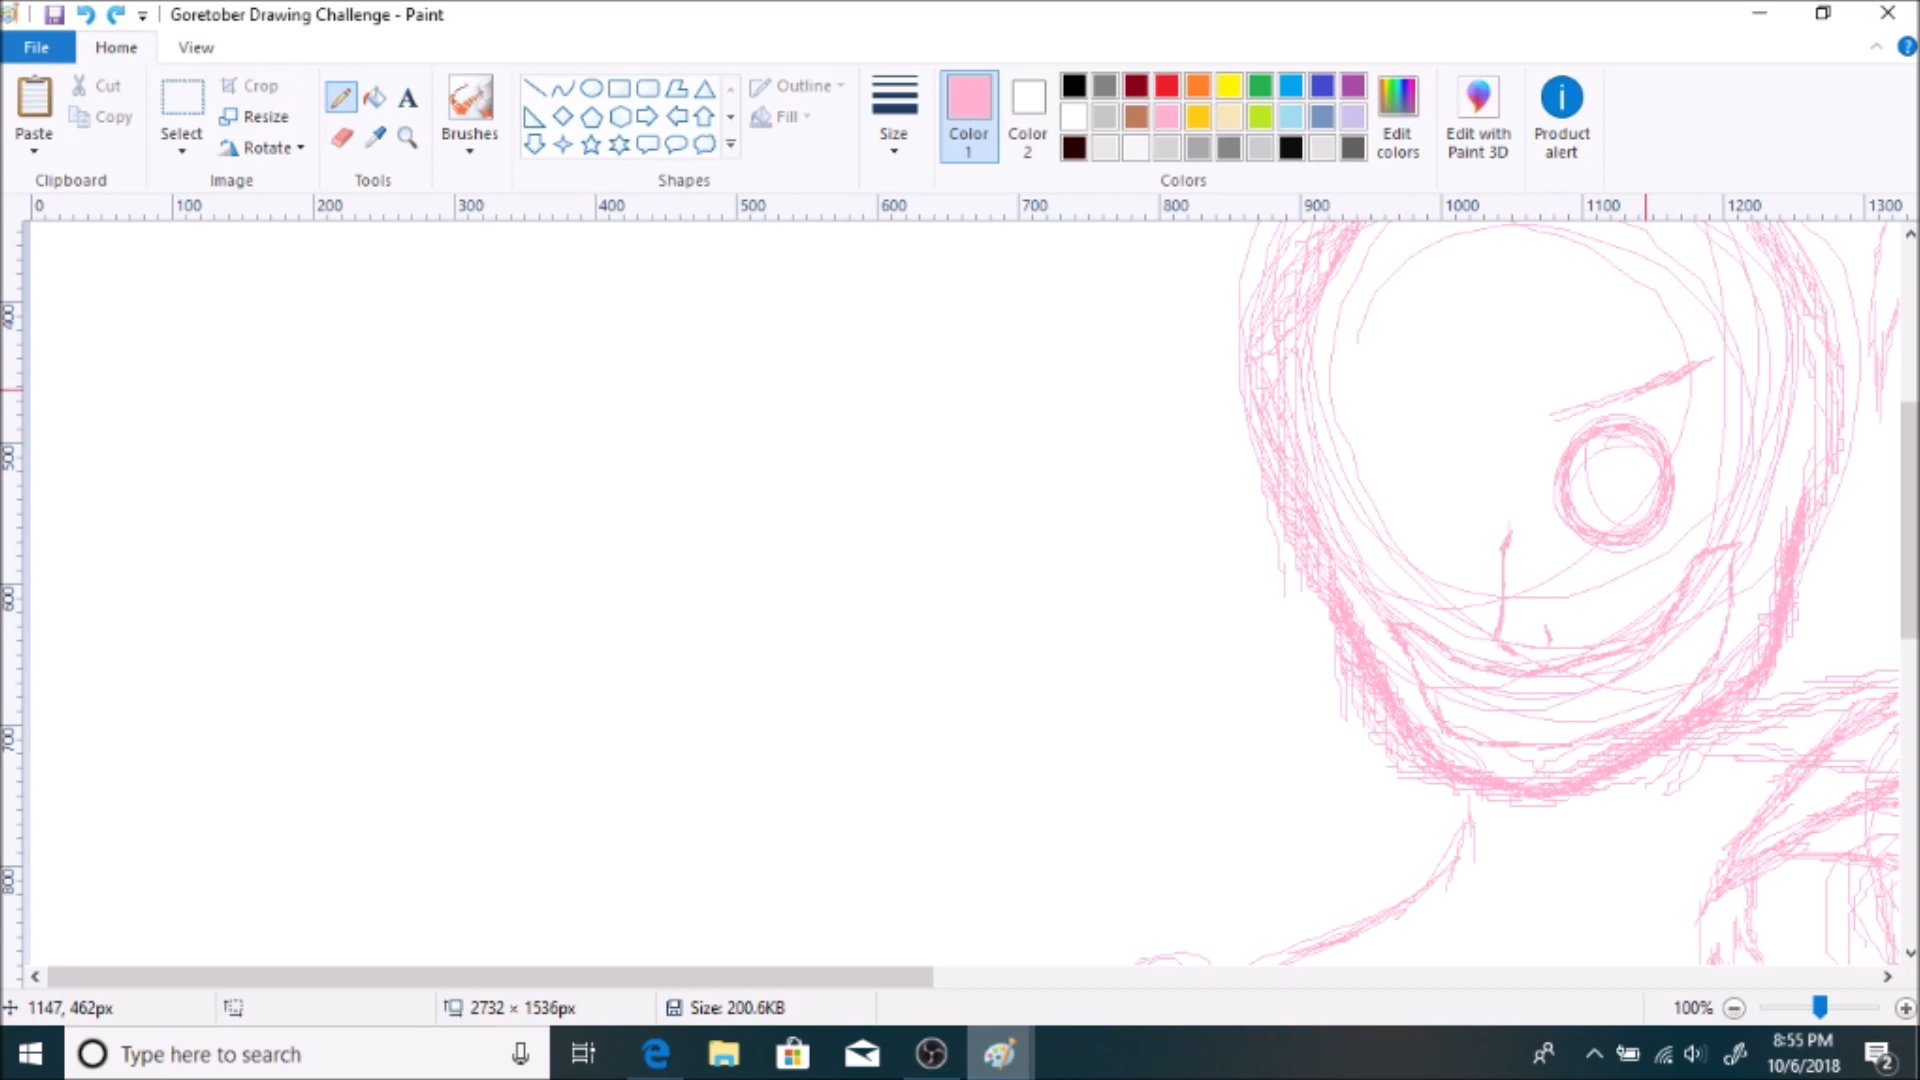 Goretober Drawing Challenge - Paint
File Home View
Paste
Cut
Copy
Clipboard
Select
Crop
Resize
Rotate
Image
A
Tools
Brushes
Shapes
Outline
Fill
Size
Color
1
Color
2
Edit
colors
Colors
Edit with
Paint 3D
Product
alert
0 100 200 300 400 500 600 700 800 900 1000 1100 1200 1300
400
500
600
700
800
1147, 462px
2732 × 1536px
Size: 200.6KB
100%
Type here to search
8:55 PM
10/6/2018
2